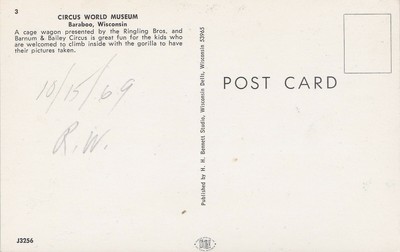 3
CIRCUS WORLD MUSEUM
Baraboo, Wisconsin
A cage wagon presented by the Ringling Bros. and
Barnum & Bailey Circus is great fun for the kids who
are welcomed to climb inside with the gorilla to have
their pictures taken.
10/15/69
R.W.
J3256
Published by H. H. Bennett Studio, Wisconsin Dells, Wisconsin 53965
POST CARD